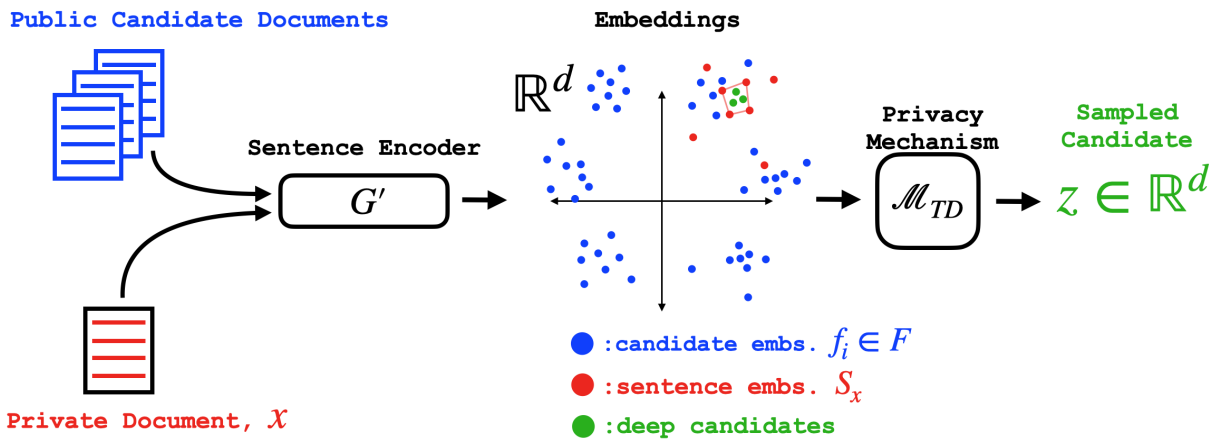 Public Candidate Documents
Embeddings
ℝ^d
Privacy
Mechanism
Sampled
Candidate
Sentence Encoder
G′
ℳ_TD
z ∈ ℝ^d
:candidate embs. f_i ∈ F
:sentence embs. S_x
:deep candidates
Private Document, x